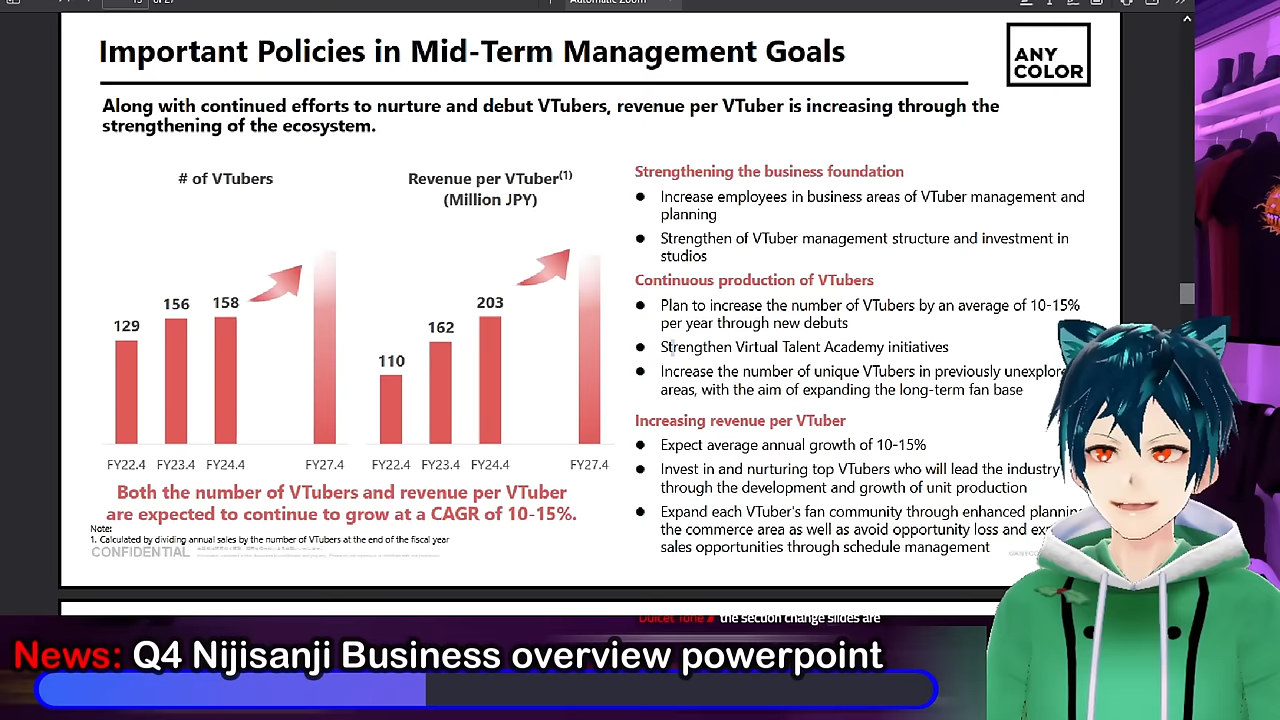 Automatic Zoom
Important Policies in Mid-Term Management Goals
ANY
COLOR
Along with continued efforts to nurture and debut VTubers, revenue per VTuber is increasing through the
strengthening of the ecosystem.
# of VTubers
129
156
158
FY22.4
FY23.4
FY24.4
FY27.4
Revenue per VTuber(1)
(Million JPY)
110
162
203
FY22.4
FY23.4
FY24.4
FY27.4
Both the number of VTubers and revenue per VTuber
are expected to continue to grow at a CAGR of 10-15%.
Note:
1. Calculated by dividing annual sales by the number of VTubers at the end of the fiscal year
CONFIDENTIAL
Strengthening the business foundation
● Increase employees in business areas of VTuber management and
planning
● Strengthen of VTuber management structure and investment in
studios
Continuous production of VTubers
● Plan to increase the number of VTubers by an average of 10-15%
per year through new debuts
● Strengthen Virtual Talent Academy initiatives
● Increase the number of unique VTubers in previously unexplor
areas, with the aim of expanding the long-term fan base
Increasing revenue per VTuber
● Expect average annual growth of 10-15%
● Invest in and nurturing top VTubers who will lead the industry
through the development and growth of unit production
● Expand each VTuber's fan community through enhanced planning
the commerce area as well as avoid opportunity loss and
sales opportunities through schedule management
the section change slides are
News: Q4 Nijisanji Business overview powerpoint